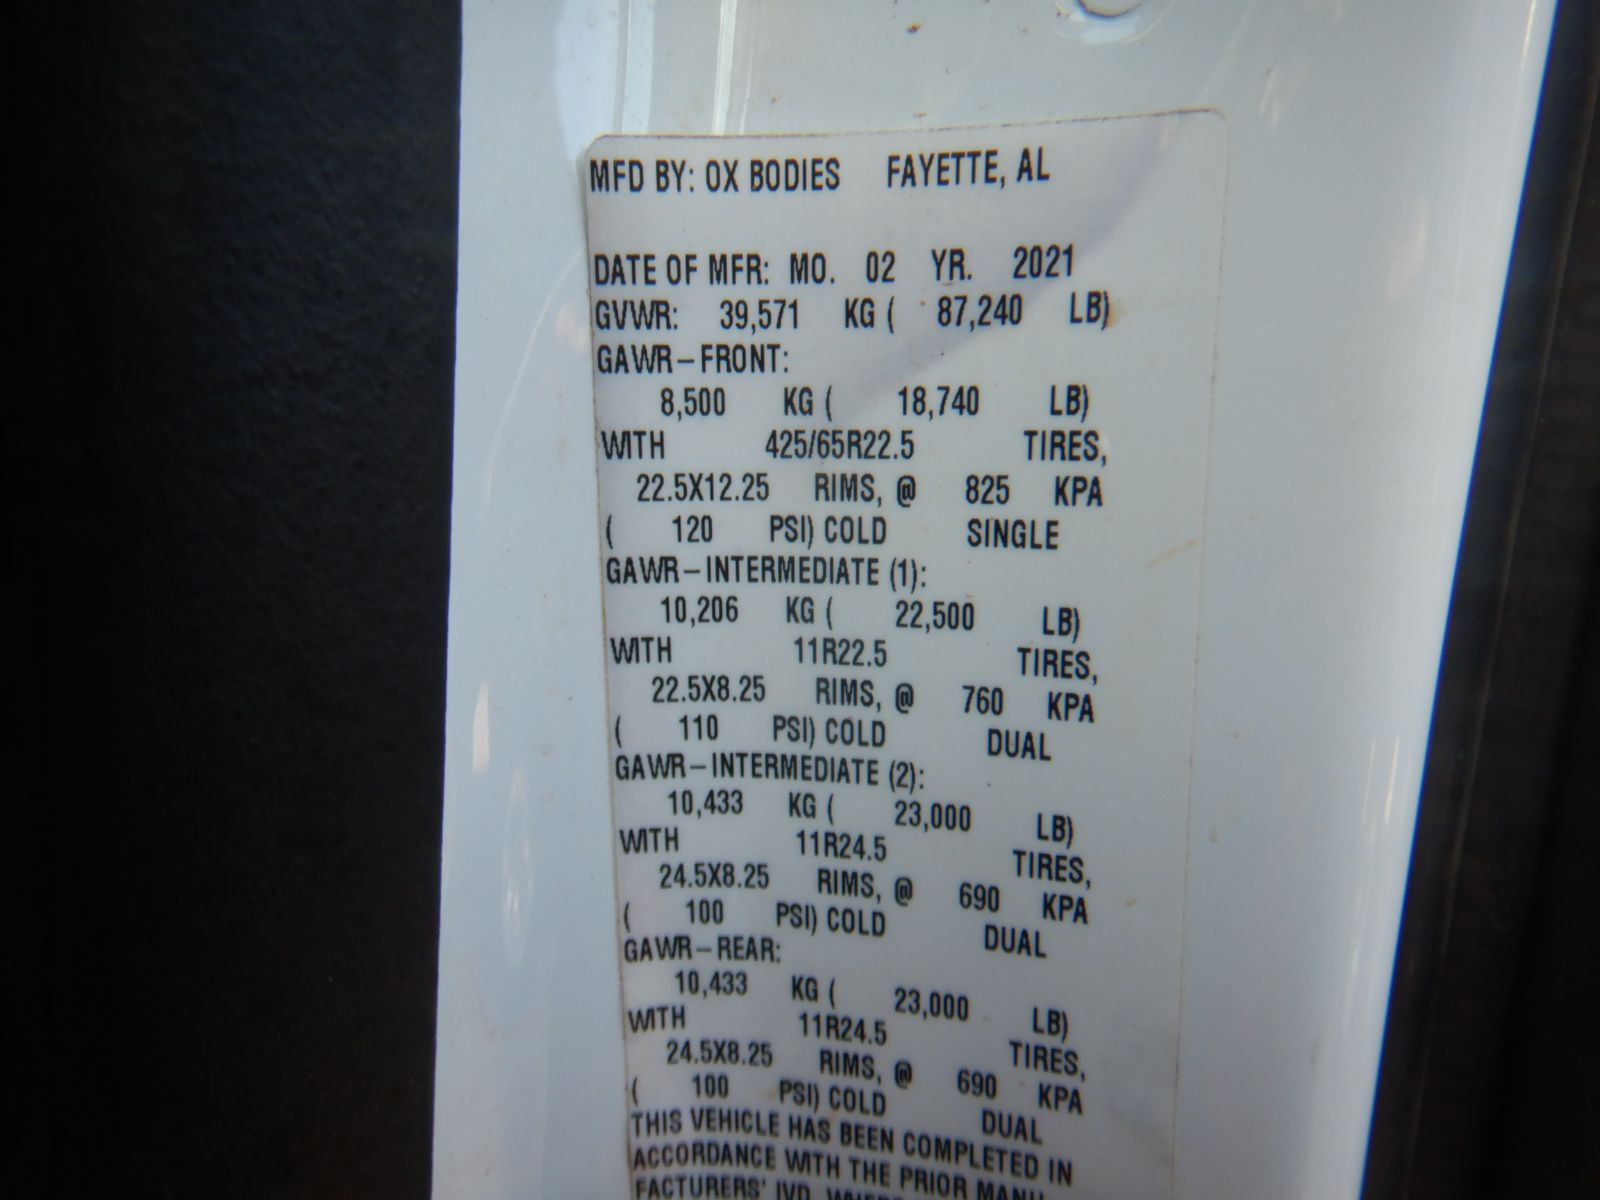 MFD BY: OX BODIES FAYETTE, AL
DATE OF MFR: MO. 02 YR. 2021
GVWR: 39,571 KG ( 87,240 LB)
GAWR-FRONT:
8,500 KG ( 18,740 LB)
WITH 425/65R22.5 TIRES,
22.5X12.25 RIMS, @ 825 KPA
( 120 PSI) COLD SINGLE
GAWR-INTERMEDIATE (1):
10,206 KG ( 22,500 LB)
WITH 11R22.5 TIRES,
22.5X8.25 RIMS, @ 760 KPA
( 110 PSI) COLD DUAL
GAWR-INTERMEDIATE (2):
10,433 KG ( 23,000 LB)
WITH 11R24.5 TIRES,
24.5X8.25 RIMS, @ 690 KPA
( 100 PSI) COLD DUAL
GAWR-REAR:
10,433 KG ( 23,000 LB)
WITH 11R24.5 TIRES,
24.5X8.25 RIMS, @ 690 KPA
( 100 PSI) COLD DUAL
THIS VEHICLE HAS BEEN COMPLETED IN
ACCORDANCE WITH THE PRIOR MANU-
FACTURERS' IVD,